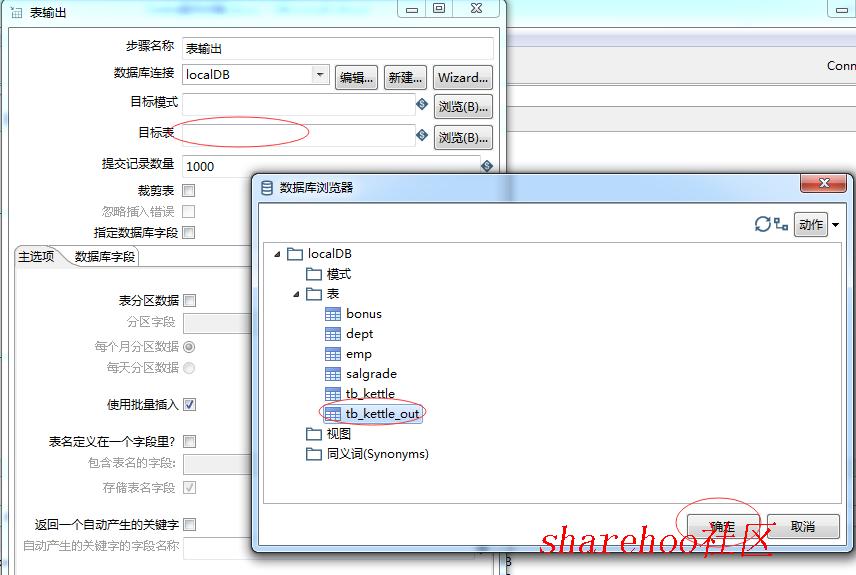 表输出
步骤名称 表输出
数据库连接 localDB 编辑... 新建... Wizard...
Conn
目标模式 浏览(B)...
目标表 浏览(B)...
提交记录数量 1000
裁剪表
忽略插入错误
指定数据库字段
主选项 数据库字段
表分区数据
分区字段
每个月分区数据
每天分区数据
使用批量插入
表名定义在一个字段里?
包含表名的字段:
存储表名字段
返回一个自动产生的关键字
自动产生的关键字的字段名称
数据库浏览器
动作
localDB
模式
表
bonus
dept
emp
salgrade
tb_kettle
tb_kettle_out
视图
同义词(Synonyms)
确定 取消
sharehoo社区